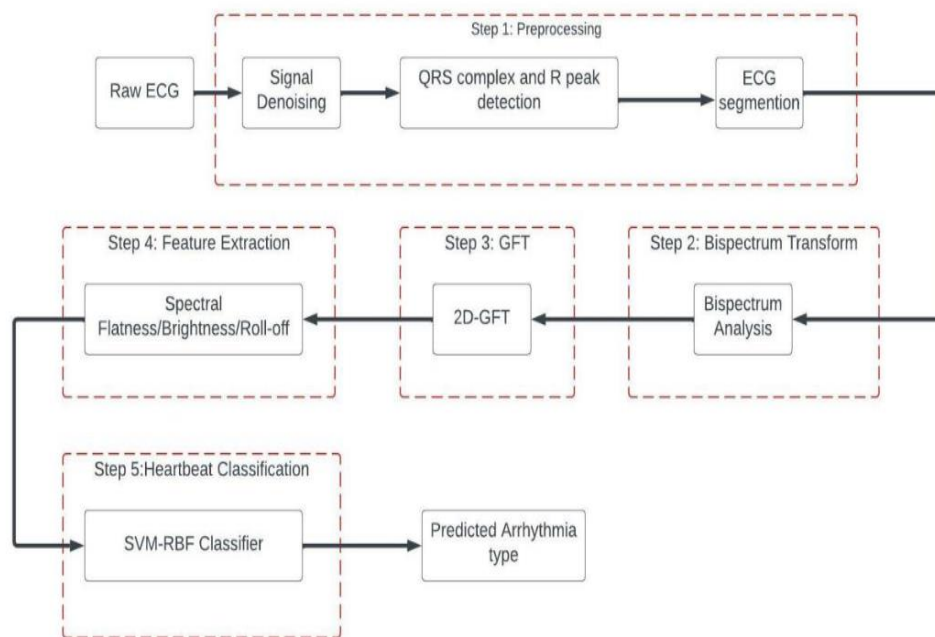 Step 1: Preprocessing
Raw ECG
Signal
Denoising
QRS complex and R peak
detection
ECG
segmention
Step 2: Bispectrum Transform
Bispectrum
Analysis
Step 3: GFT
2D-GFT
Step 4: Feature Extraction
Spectral
Flatness/Brightness/Roll-off
Step 5:Heartbeat Classification
SVM-RBF Classifier
Predicted Arrhythmia
type